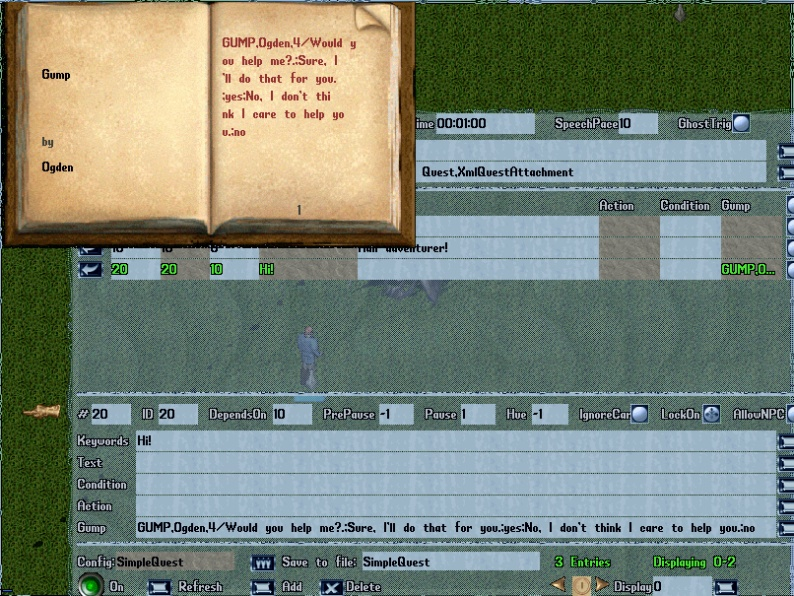 Gump
by
Ogden
GUMP,Ogden,4/Would y
ou help me?.;Sure, I
'll do that for you.
;yes;No, I don't thi
nk I care to help yo
u.;no
1
ime 00:01:00 SpeechPace 10 GhostTrig
Quest,XmlQuestAttachment
Action Condition Gump
adventurer!
20 20 10 Hi! GUMP,O...
# 20 ID 20 DependsOn 10 PrePause -1 Pause 1 Hue -1 IgnoreCar LockOn AllowNPC
Keywords Hi!
Text
Condition
Action
Gump GUMP,Ogden,4/Would you help me?.;Sure, I'll do that for you.;yes;No, I don't think I care to help you.;no
Config: SimpleQuest Save to file: SimpleQuest 3 Entries Displaying 0-2
On Refresh Add Delete Display 0